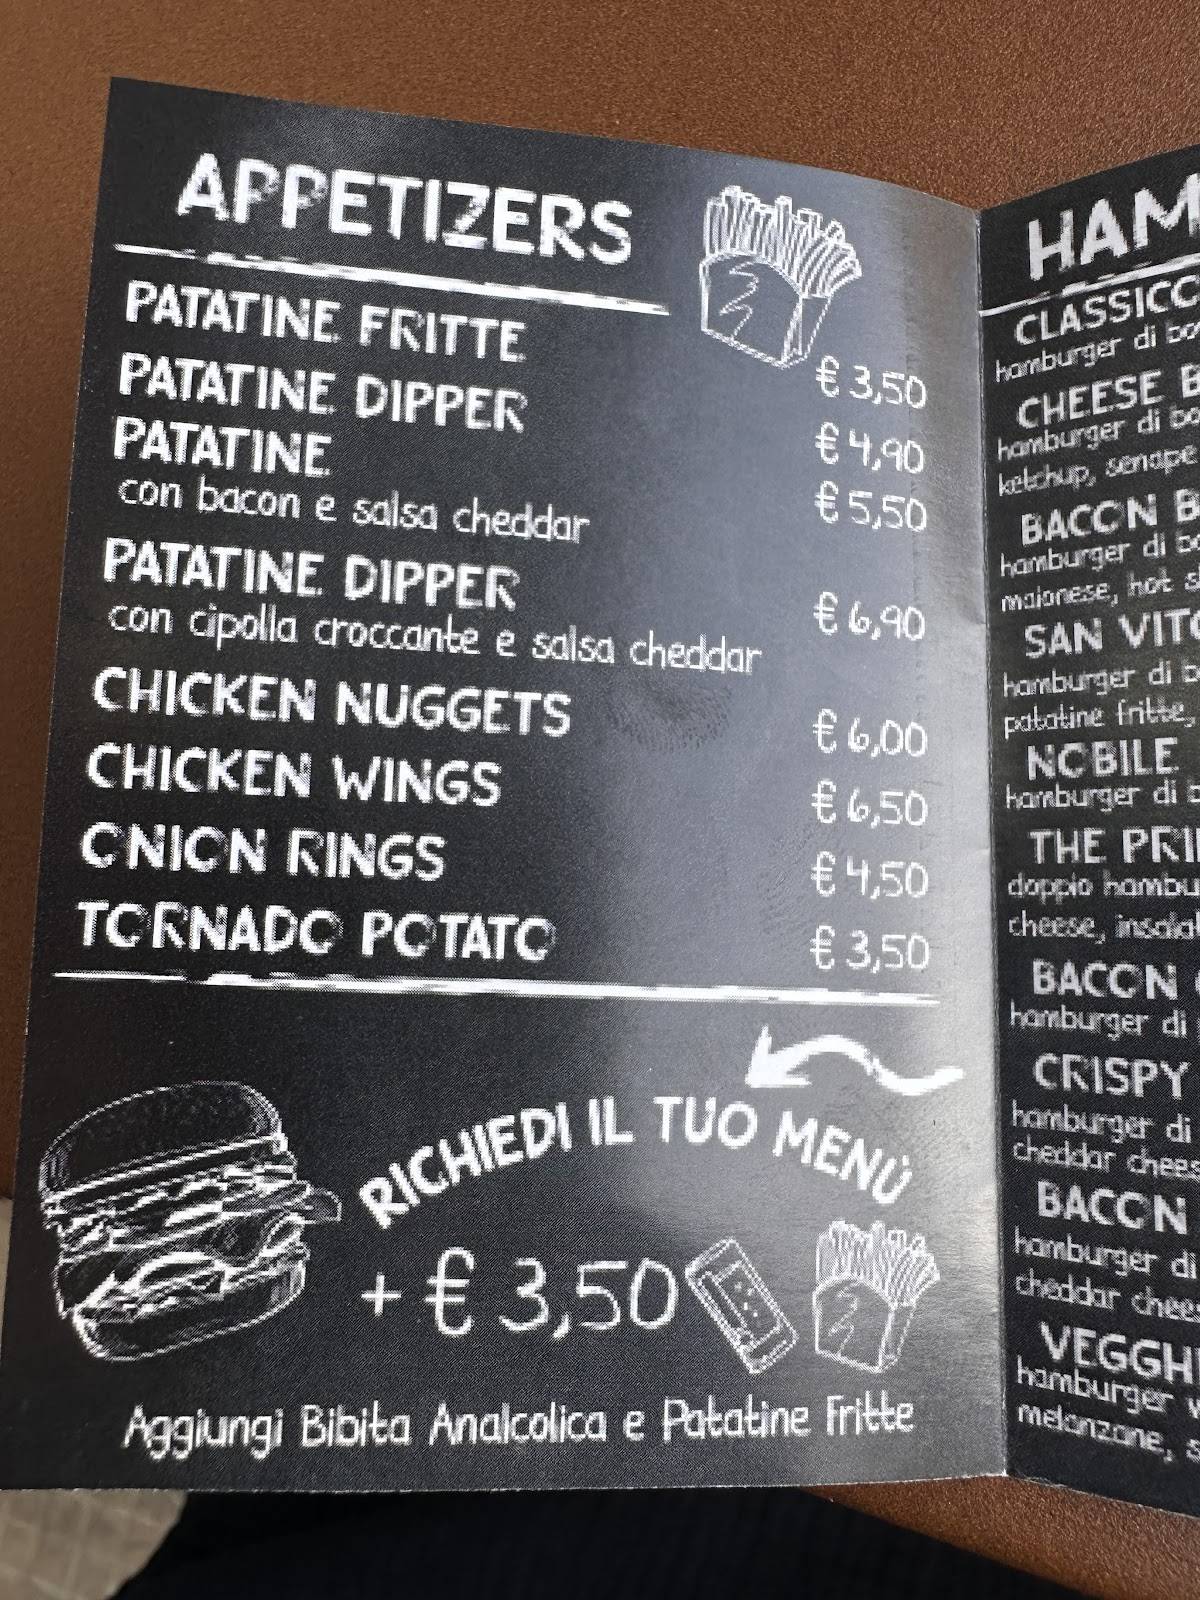 APPETIZERS
PATATINE FRITTE € 3,50
PATATINE DIPPER € 4,90
PATATINE € 5,50
con bacon e salsa cheddar
PATATINE DIPPER € 6,90
con cipolla croccante e salsa cheddar
CHICKEN NUGGETS € 6,00
CHICKEN WINGS € 6,50
ONION RINGS € 4,50
TORNADO POTATO € 3,50
RICHIEDI IL TUO MENÙ
+ € 3,50
Aggiungi Bibita Analcolica e Patatine Fritte
HAM
CLASSICO
hamburger di
CHEESE B
hamburger di
ketchup, senape
BACON B
hamburger di
maionese, hot
SAN VITO
hamburger di
patatine fritte,
NOBILE
hamburger di
THE PRI
doppio
cheese,
BACON
hamburger di
CRISPY
hamburger di
cheddar
BACON
hamburger di
cheddar
VEGGH
hamburger
melanzane,